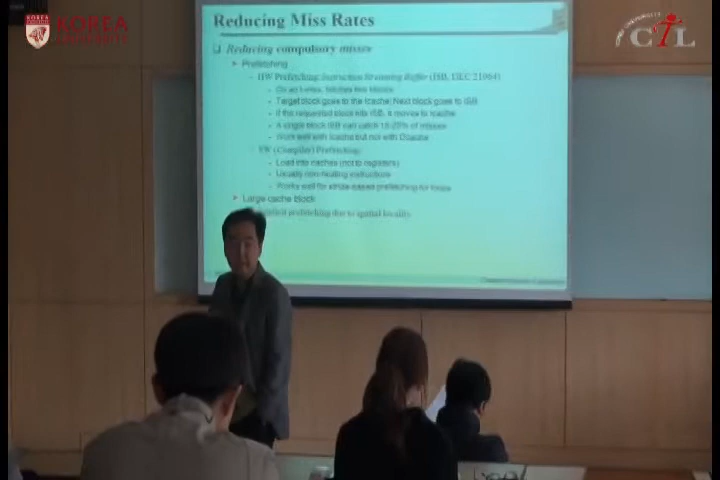 KOREA
UNIVERSITY
CTL
Reducing Miss Rates
Reducing compulsory misses
Prefetching
- HW Prefetching: Instruction Streaming Buffer (ISB, DEC 21064)
On an I-miss, fetches two blocks
Target block goes to the Icache; Next block goes to ISB
If the requested block hits ISB, it moves to Icache
A single block ISB can catch 15-25% of misses
Work well with Icache but not with Dcache
- SW (Compiler) Prefetching:
Load into caches (not to registers)
Usually non-faulting instructions
Works well for stride-based prefetching for loops
Large cache block
Implicit prefetching due to spatial locality